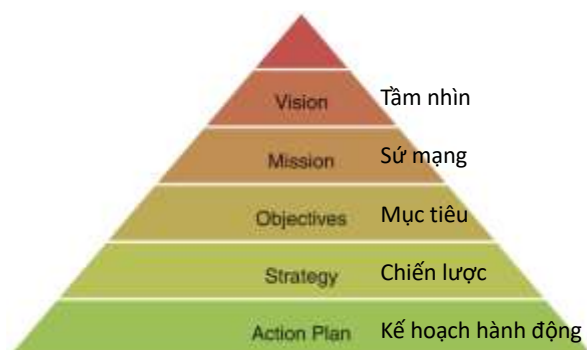 Vision Tầm nhìn
Mission Sứ mạng
Objectives Mục tiêu
Strategy Chiến lược
Action Plan Kế hoạch hành động